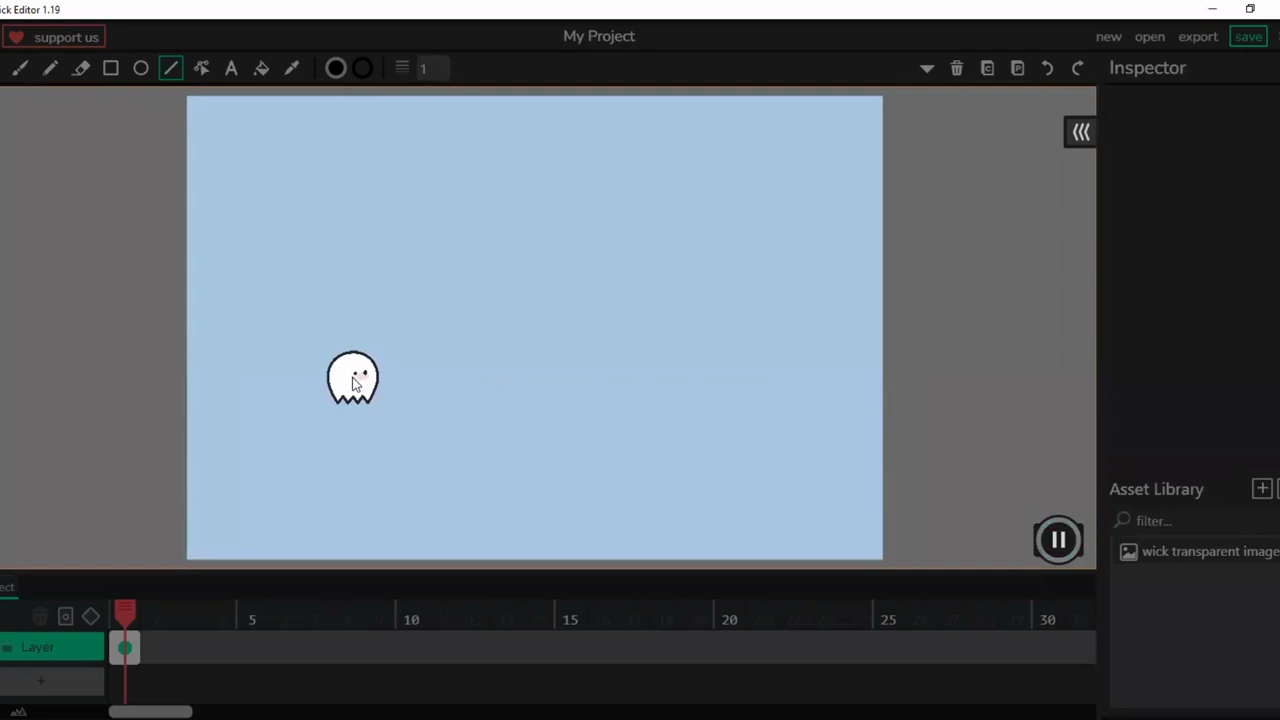 ick Editor 1.19
support us
My Project
new open export save
1
Inspector
Asset Library
filter...
wick transparent image
ect
5 10 15 20 25 30
Layer
+